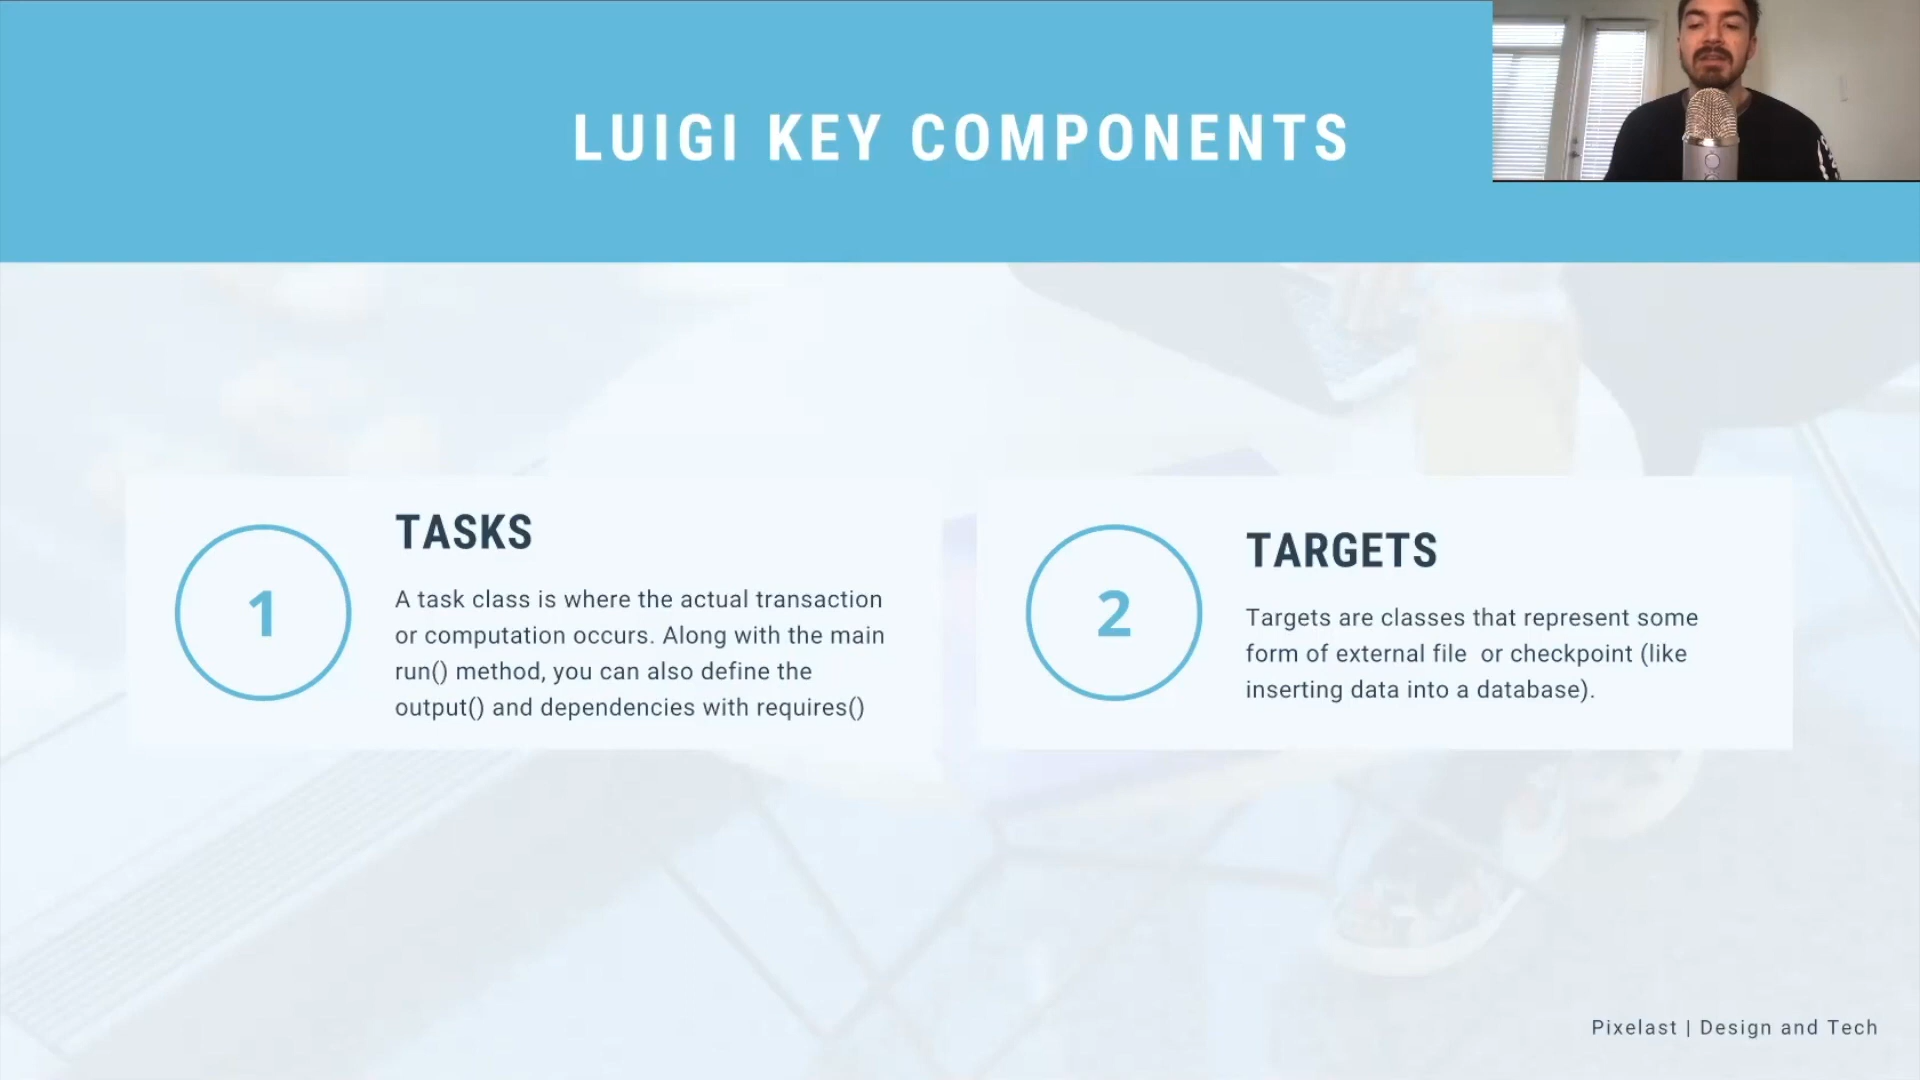 LUIGI KEY COMPONENTS
1
TASKS
A task class is where the actual transaction
or computation occurs. Along with the main
run() method, you can also define the
output() and dependencies with requires()
2
TARGETS
Targets are classes that represent some
form of external file  or checkpoint (like
inserting data into a database).
Pixelast | Design and Tech